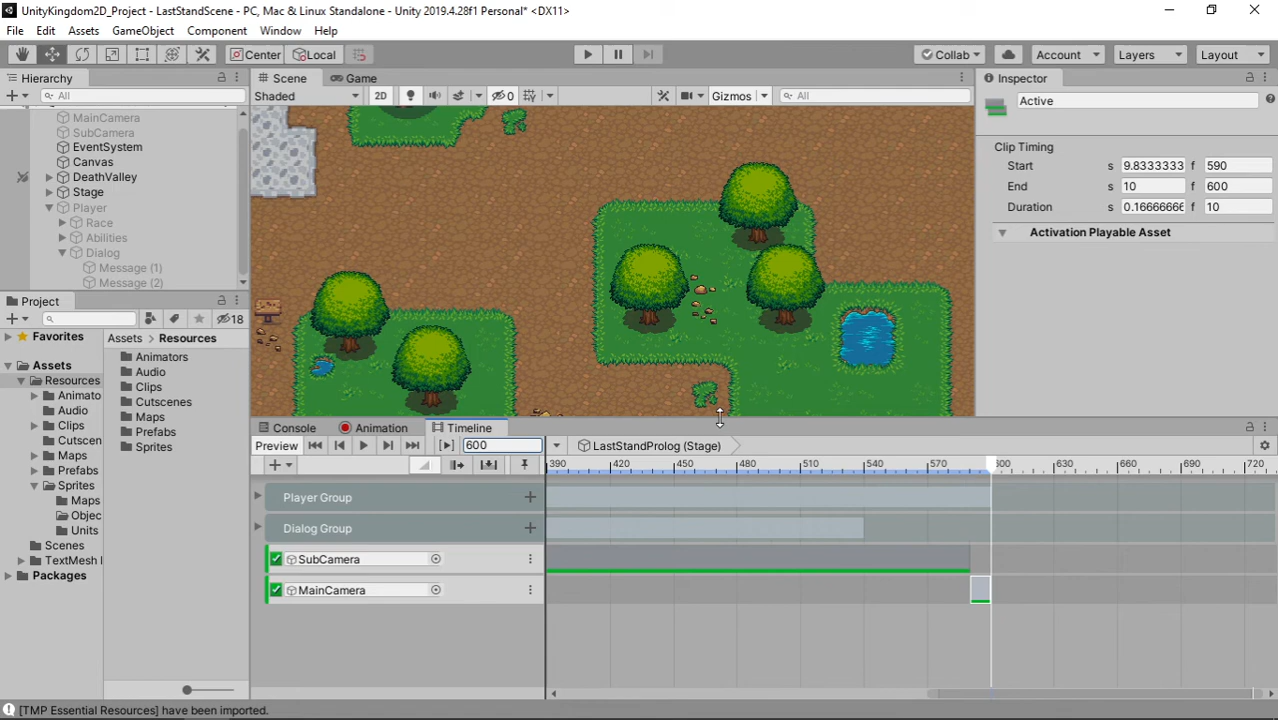 UnityKingdom2D_Project - LastStandScene - PC, Mac & Linux Standalone - Unity 2019.4.28f1 Personal* <DX11>
File Edit Assets GameObject Component Window Help
Center Local Collab Account Layers Layout
Hierarchy
All
MainCamera
SubCamera
EventSystem
Canvas
DeathValley
Stage
Player
Race
Abilities
Dialog
Message (1)
Message (2)
Scene Game
Shaded 2D 0 Gizmos All
Inspector
Active
Clip Timing
Start s 9.8333333 f 590
End s 10 f 600
Duration s 0.1666666 f 10
Activation Playable Asset
Project
18
Favorites
Assets
Resources
Animato
Audio
Clips
Cutscen
Maps
Prefabs
Sprites
Maps
Objec
Units
Scenes
TextMesh
Packages
Assets Resources
Animators
Audio
Clips
Cutscenes
Maps
Prefabs
Sprites
Console Animation Timeline
Preview 600 LastStandProlog (Stage)
390 420 450 480 510 540 570 600 630 660 690 720
Player Group
Dialog Group
SubCamera
MainCamera
[TMP Essential Resources] have been imported.